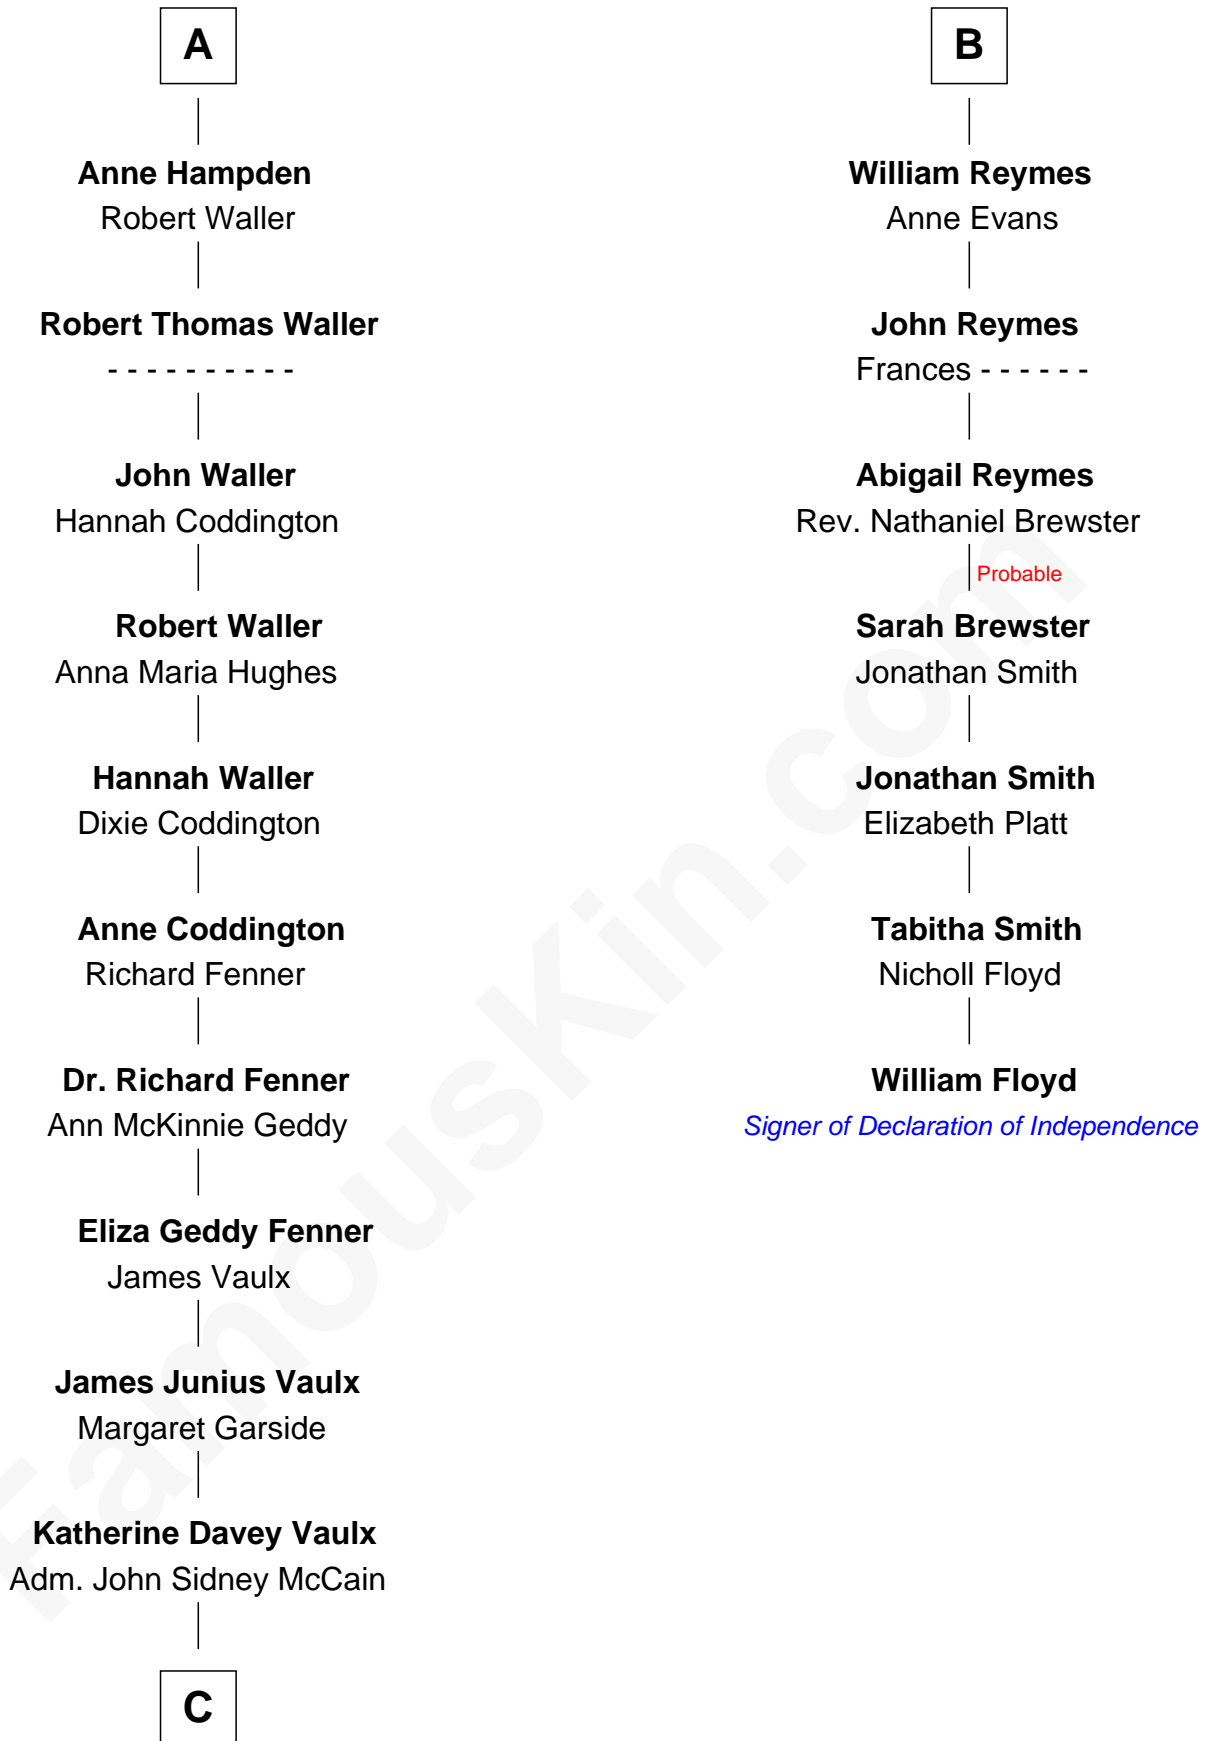 A
Anne Hampden
Robert Waller
Robert Thomas Waller
- - - - - - - - - -
John Waller
Hannah Coddington
Robert Waller
Anna Maria Hughes
Hannah Waller
Dixie Coddington
Anne Coddington
Richard Fenner
Dr. Richard Fenner
Ann McKinnie Geddy
Eliza Geddy Fenner
James Vaulx
James Junius Vaulx
Margaret Garside
Katherine Davey Vaulx
Adm. John Sidney McCain
C
B
William Reymes
Anne Evans
John Reymes
Frances - - - - - -
Abigail Reymes
Rev. Nathaniel Brewster
Probable
Sarah Brewster
Jonathan Smith
Jonathan Smith
Elizabeth Platt
Tabitha Smith
Nicholl Floyd
William Floyd
Signer of Declaration of Independence
FamousKin.com